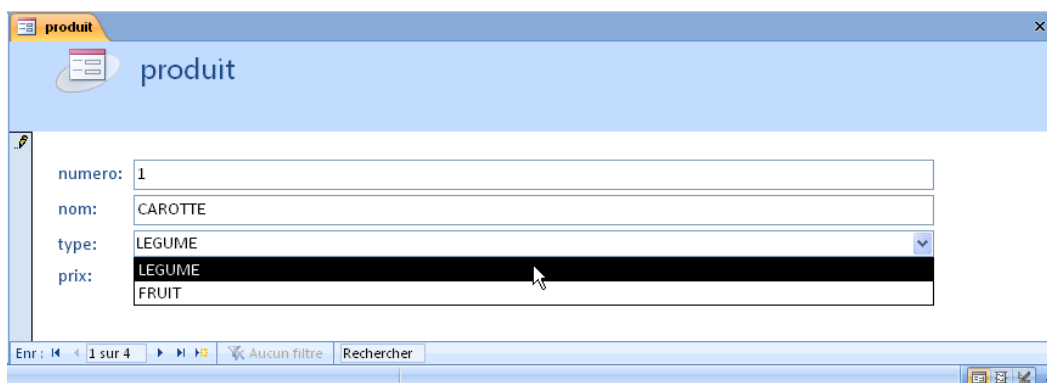 produit
produit
numero: 1
nom: CAROTTE
type: LEGUME
prix: LEGUME
FRUIT
Enr : 1 sur 4 Aucun filtre Rechercher